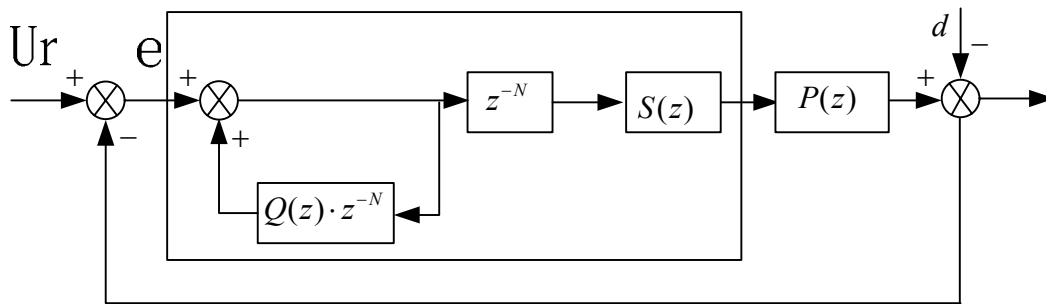 Ur
+
−
e
+
+
z^{-N}
S(z)
P(z)
d
−
+
Q(z) · z^{-N}